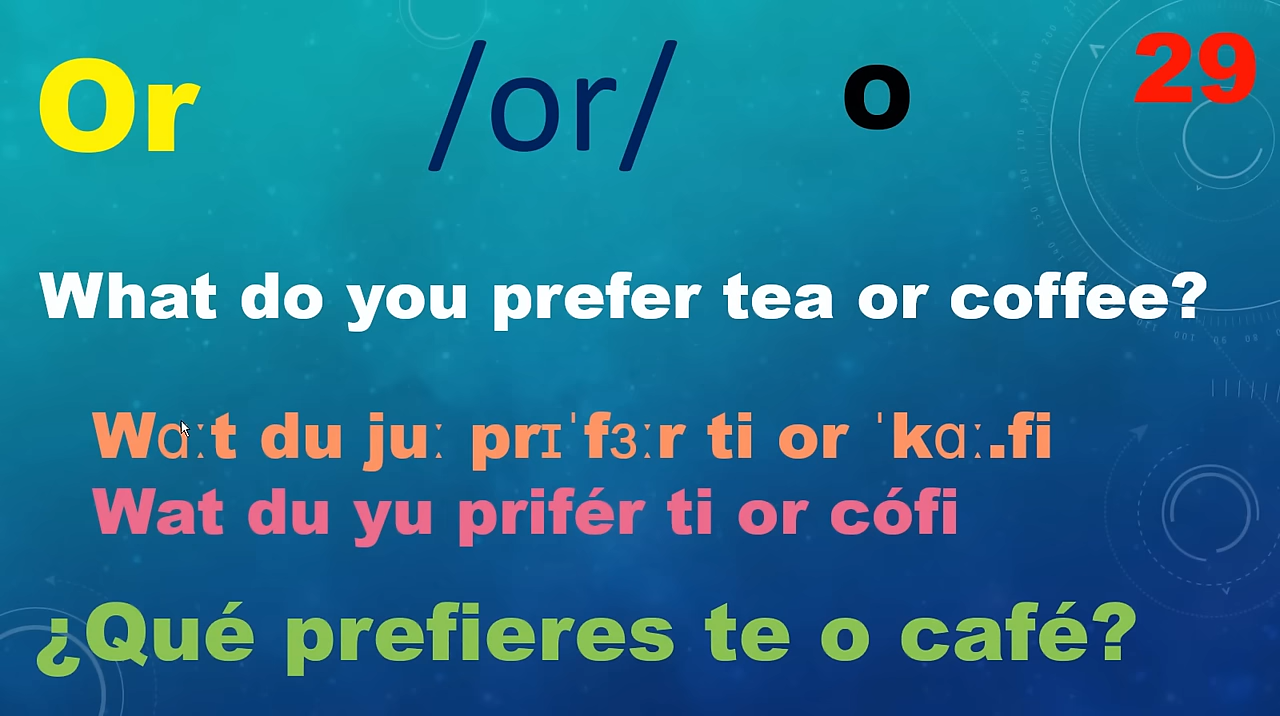 Or /or/ o 29
What do you prefer tea or coffee?
Wɑːt du juː prɪˈfɜːr ti or ˈkɑː.fi
Wat du yu prifér ti or cófi
¿Qué prefieres te o café?